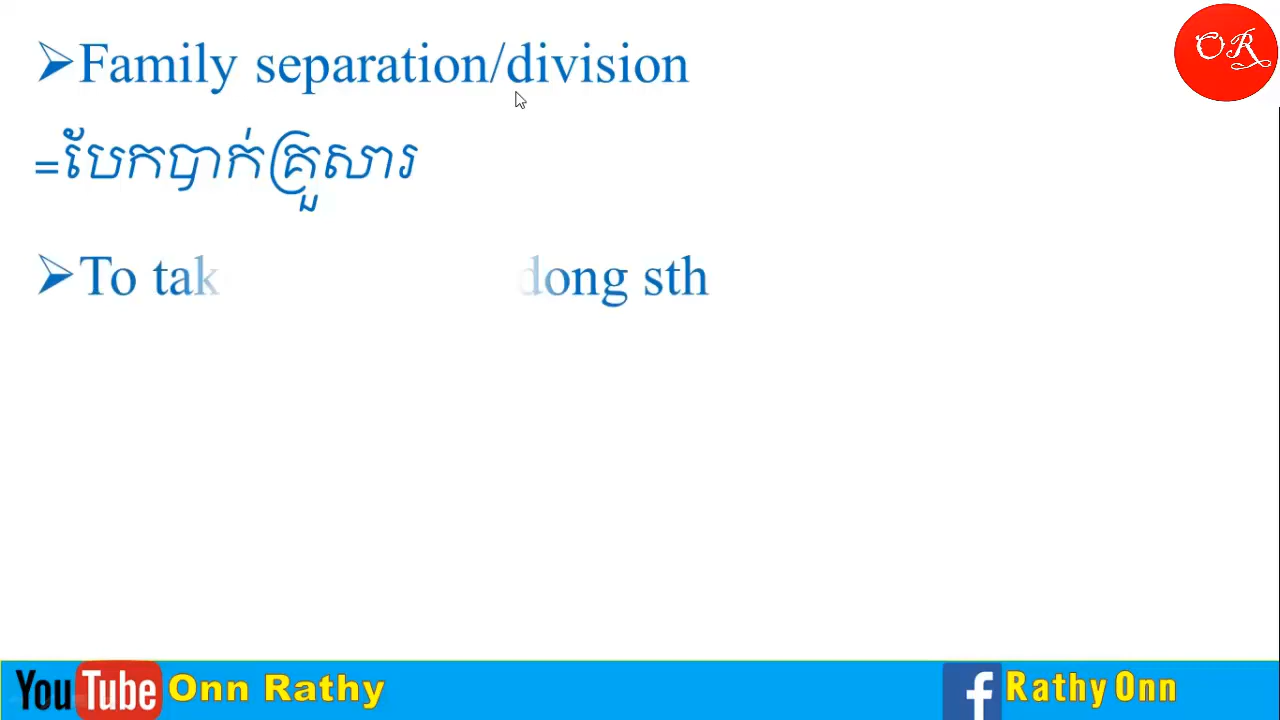 OR
➢Family separation/division
=បែកបាក់គ្រួសារ
➢To tak dong sth
YouTube Onn Rathy
f Rathy Onn